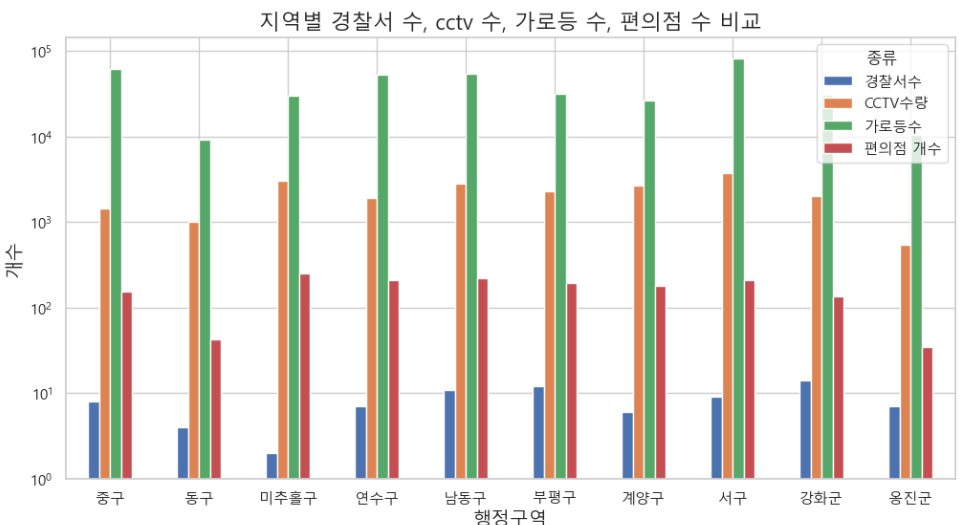 지역별 경찰서 수, cctv 수, 가로등 수, 편의점 수 비교
10⁵
10⁴
10³
10²
10¹
10⁰
개수
종류
경찰서수
CCTV수량
가로등수
편의점 개수
중구 동구 미추홀구 연수구 남동구 부평구 계양구 서구 강화군 옹진군
행정구역